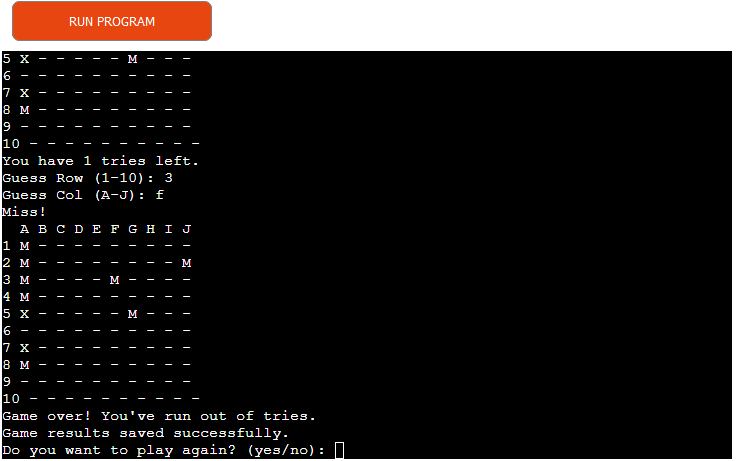 RUN PROGRAM
5 X - - - - - M - - -
6 - - - - - - - - - -
7 X - - - - - - - - -
8 M - - - - - - - - -
9 - - - - - - - - - -
10 - - - - - - - - - -
You have 1 tries left.
Guess Row (1-10): 3
Guess Col (A-J): f
Miss!
  A B C D E F G H I J
1 M - - - - - - - - -
2 M - - - - - - - - M
3 M - - - - M - - - -
4 M - - - - - - - - -
5 X - - - - - M - - -
6 - - - - - - - - - -
7 X - - - - - - - - -
8 M - - - - - - - - -
9 - - - - - - - - - -
10 - - - - - - - - - -
Game over! You've run out of tries.
Game results saved successfully.
Do you want to play again? (yes/no):